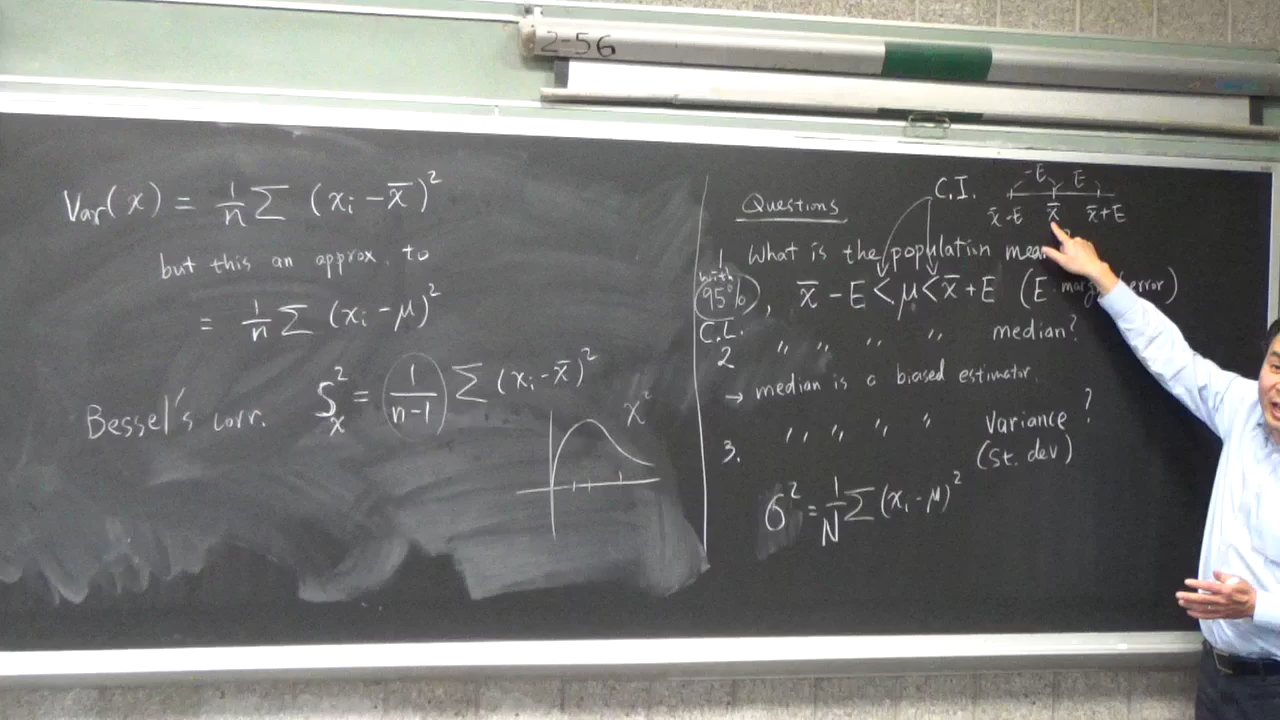 2-56
Var(x) = 1/n Σ (xᵢ - x̄)²
but this an approx. to
= 1/n Σ (xᵢ - μ)²
Bessel's corr. S²ₓ = 1/(n-1) Σ (xᵢ - x̄)²
χ²
Questions
C.I.
-E E
x̄-E x̄ x̄+E
1 What is the population mean
with 95% C.L., x̄ - E < μ < x̄ + E (E error)
2 〃 〃 〃 〃 median?
→ median is a biased estimator.
3. 〃 〃 〃 〃 Variance?
(St. dev)
σ² = 1/N Σ (xᵢ - μ)²